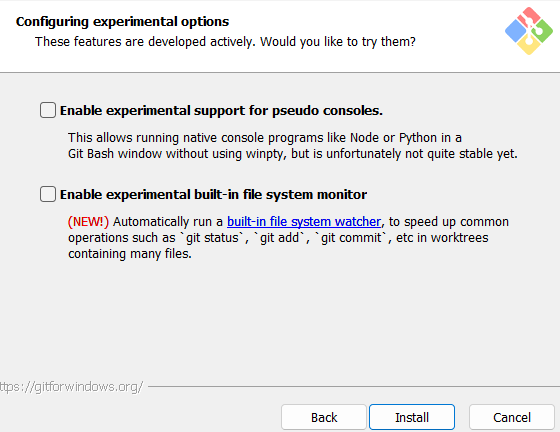 Configuring experimental options
These features are developed actively. Would you like to try them?
Enable experimental support for pseudo consoles.
This allows running native console programs like Node or Python in a
Git Bash window without using winpty, but is unfortunately not quite stable yet.
Enable experimental built-in file system monitor
(NEW!) Automatically run a built-in file system watcher, to speed up common
operations such as `git status`, `git add`, `git commit`, etc in worktrees
containing many files.
ttps://gitforwindows.org/
Back Install Cancel